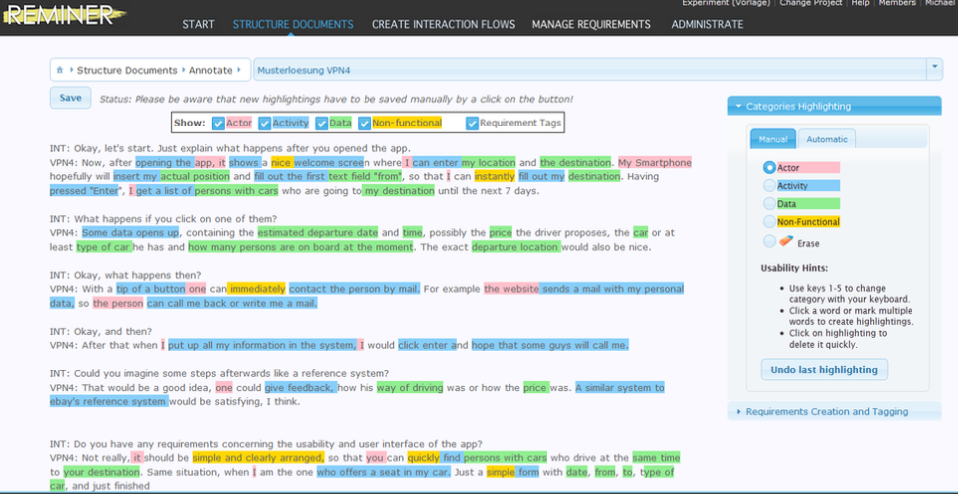 Experiment (Vorlage) | Change Project | Help | Members | Michael
REMINER
START STRUCTURE DOCUMENTS CREATE INTERACTION FLOWS MANAGE REQUIREMENTS ADMINISTRATE
Structure Documents Annotate Musterloesung VPN4
Save Status: Please be aware that new highlightings have to be saved manually by a click on the button!
Show: Actor Activity Data Non-functional Requirement Tags
INT: Okay, let's start. Just explain what happens after you opened the app.
VPN4: Now, after opening the app, it shows a nice welcome screen where I can enter my location and the destination. My Smartphone
hopefully will insert my actual position and fill out the first text field "from", so that I can instantly fill out my destination. Having
pressed "Enter", I get a list of persons with cars who are going to my destination until the next 7 days.
INT: What happens if you click on one of them?
VPN4: Some data opens up, containing the estimated departure date and time, possibly the price the driver proposes, the car or at
least type of car he has and how many persons are on board at the moment. The exact departure location would also be nice.
INT: Okay, what happens then?
VPN4: With a tip of a button one can immediately contact the person by mail. For example the website sends a mail with my personal
data, so the person can call me back or write me a mail.
INT: Okay, and then?
VPN4: After that when I put up all my information in the system, I would click enter and hope that some guys will call me.
INT: Could you imagine some steps afterwards like a reference system?
VPN4: That would be a good idea, one could give feedback, how his way of driving was or how the price was. A similar system to
ebay's reference system would be satisfying, I think.
INT: Do you have any requirements concerning the usability and user interface of the app?
VPN4: Not really, it should be simple and clearly arranged, so that you can quickly find persons with cars who drive at the same time
to your destination. Same situation, when I am the one who offers a seat in my car. Just a simple form with date, from, to, type of
car, and just finished
Categories Highlighting
Manual Automatic
Actor
Activity
Data
Non-Functional
Erase
Usability Hints:
• Use keys 1-5 to change
category with your keyboard.
• Click a word or mark multiple
words to create highlightings.
• Click on highlighting to
delete it quickly.
Undo last highlighting
Requirements Creation and Tagging